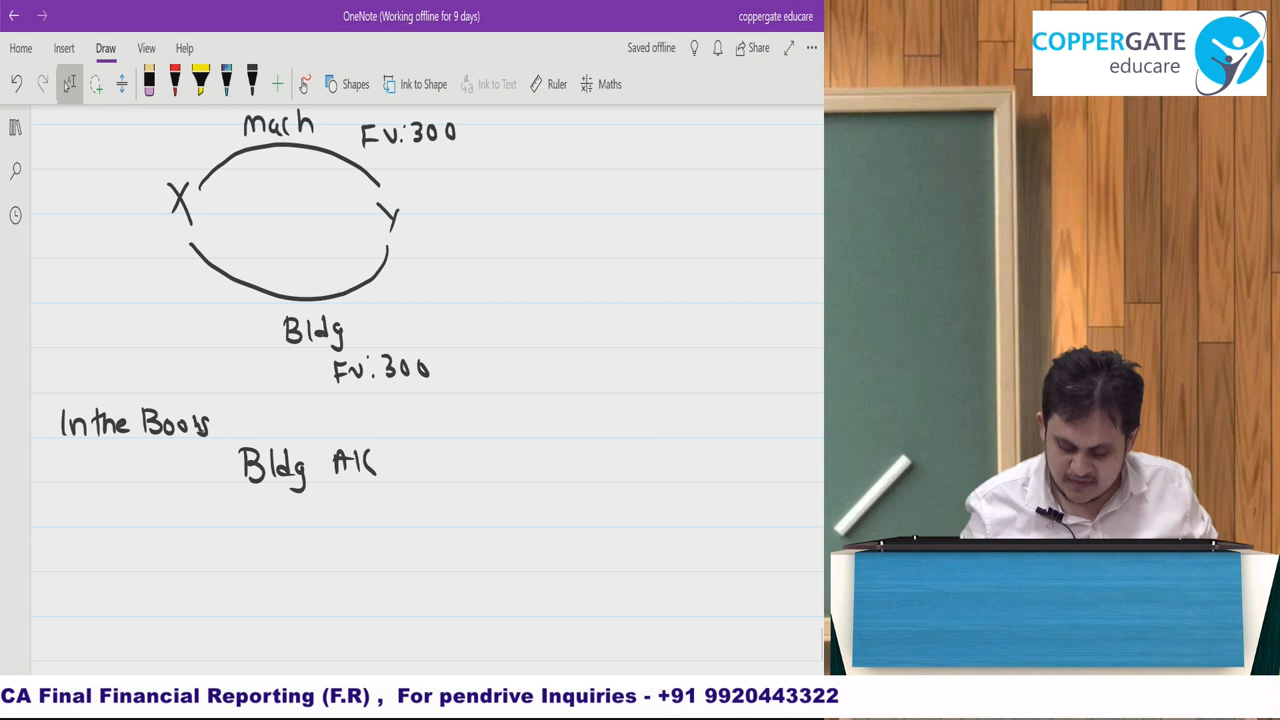 OneNote (Working offline for 9 days)
coppergate educare
Home Insert Draw View Help
Saved offline Share
Shapes Ink to Shape Ink to Text Ruler Maths
COPPERGATE
educare
Mach
FV: 300
X
Y
Bldg
FV: 300
In the Books
Bldg A/c
CA Final Financial Reporting (F.R) , For pendrive Inquiries - +91 9920443322